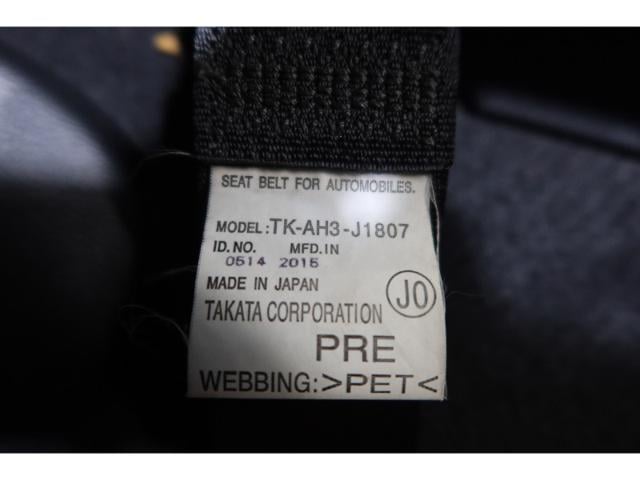 SEAT BELT FOR AUTOMOBILES.
MODEL:TK-AH3-J1807
ID.NO. MFD.IN
0514 2015
MADE IN JAPAN
JO
TAKATA CORPORATION
PRE
WEBBING:>PET<